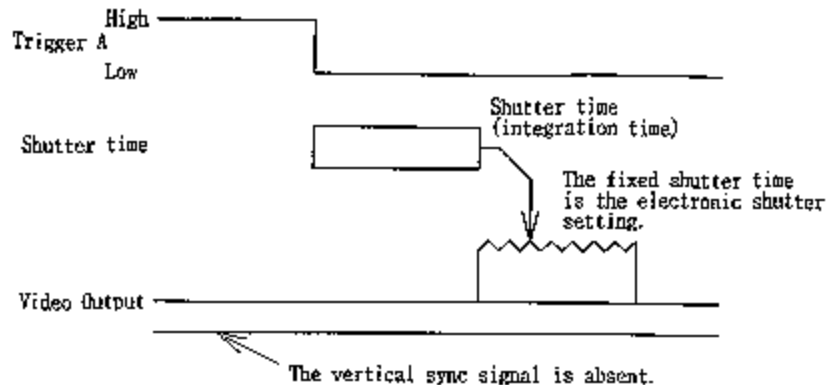 High
Trigger A
Low
Shutter time
(integration time)
Shutter time
The fixed shutter time
is the electronic shutter
setting.
Video Output
The vertical sync signal is absent.